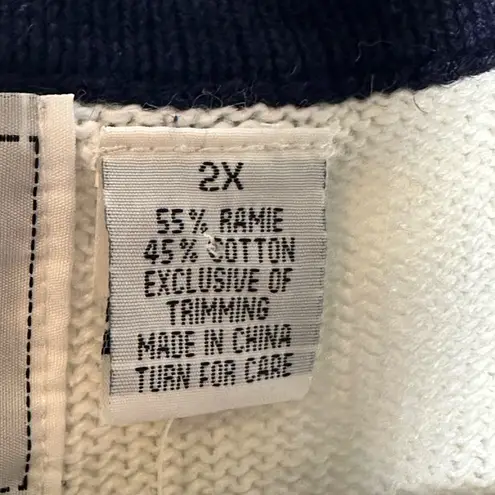 2X
55% RAMIE
45% COTTON
EXCLUSIVE OF
TRIMMING
MADE IN CHINA
TURN FOR CARE